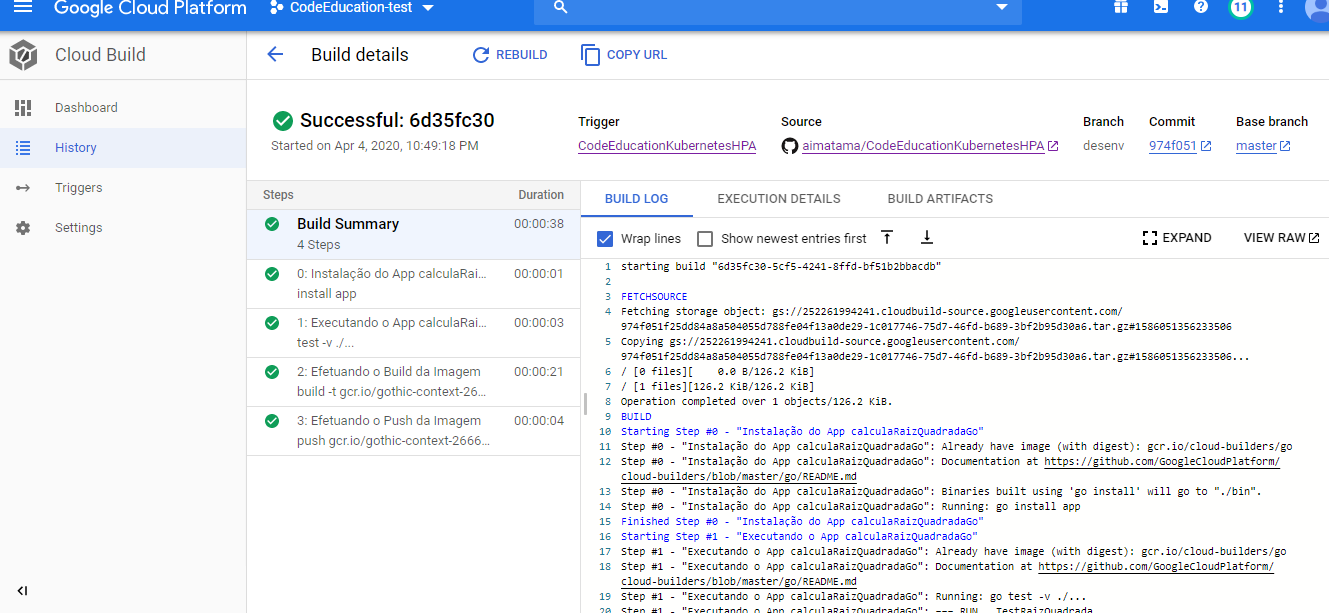 Google Cloud Platform
CodeEducation-test
11
Cloud Build
Dashboard
History
Triggers
Settings
Build details
REBUILD
COPY URL
Successful: 6d35fc30
Started on Apr 4, 2020, 10:49:18 PM
Trigger
CodeEducationKubernetesHPA
Source
aimatama/CodeEducationKubernetesHPA
Branch
desenv
Commit
974f051
Base branch
master
Steps Duration
Build Summary 00:00:38
4 Steps
0: Instalação do App calculaRai... 00:00:01
install app
1: Executando o App calculaRai... 00:00:03
test -v ./...
2: Efetuando o Build da Imagem 00:00:21
build -t gcr.io/gothic-context-26...
3: Efetuando o Push da Imagem 00:00:04
push gcr.io/gothic-context-2666...
BUILD LOG EXECUTION DETAILS BUILD ARTIFACTS
Wrap lines Show newest entries first EXPAND VIEW RAW
1 starting build "6d35fc30-5cf5-4241-8ffd-bf51b2bbacdb"
2
3 FETCHSOURCE
4 Fetching storage object: gs://252261994241.cloudbuild-source.googleusercontent.com/
974f051f25dd84a8a504055d788fe04f13a0de29-1c017746-75d7-46fd-b689-3bf2b95d30a6.tar.gz#1586051356233506
5 Copying gs://252261994241.cloudbuild-source.googleusercontent.com/
974f051f25dd84a8a504055d788fe04f13a0de29-1c017746-75d7-46fd-b689-3bf2b95d30a6.tar.gz#1586051356233506...
6 / [0 files][ 0.0 B/126.2 KiB]
7 / [1 files][126.2 KiB/126.2 KiB]
8 Operation completed over 1 objects/126.2 KiB.
9 BUILD
10 Starting Step #0 - "Instalação do App calculaRaizQuadradaGo"
11 Step #0 - "Instalação do App calculaRaizQuadradaGo": Already have image (with digest): gcr.io/cloud-builders/go
12 Step #0 - "Instalação do App calculaRaizQuadradaGo": Documentation at https://github.com/GoogleCloudPlatform/
cloud-builders/blob/master/go/README.md
13 Step #0 - "Instalação do App calculaRaizQuadradaGo": Binaries built using 'go install' will go to "./bin".
14 Step #0 - "Instalação do App calculaRaizQuadradaGo": Running: go install app
15 Finished Step #0 - "Instalação do App calculaRaizQuadradaGo"
16 Starting Step #1 - "Executando o App calculaRaizQuadradaGo"
17 Step #1 - "Executando o App calculaRaizQuadradaGo": Already have image (with digest): gcr.io/cloud-builders/go
18 Step #1 - "Executando o App calculaRaizQuadradaGo": Documentation at https://github.com/GoogleCloudPlatform/
cloud-builders/blob/master/go/README.md
19 Step #1 - "Executando o App calculaRaizQuadradaGo": Running: go test -v ./...
20 Step #1 - "Executando o App calculaRaizQuadradaGo": === RUN TestRaizQuadrada